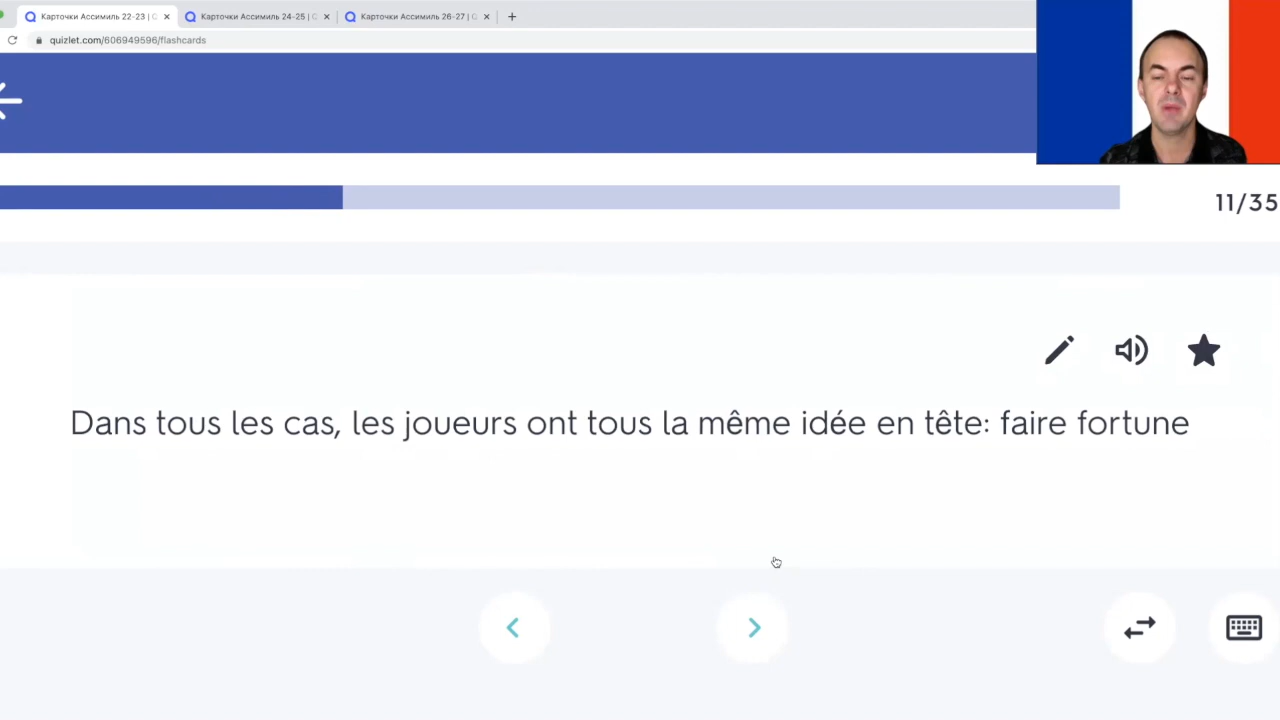 Карточки Ассимиль 22-23 | Q
Карточки Ассимиль 24-25 | Q
Карточки Ассимиль 26-27 | Q
quizlet.com/606949596/flashcards
11/35
Dans tous les cas, les joueurs ont tous la même idée en tête: faire fortune